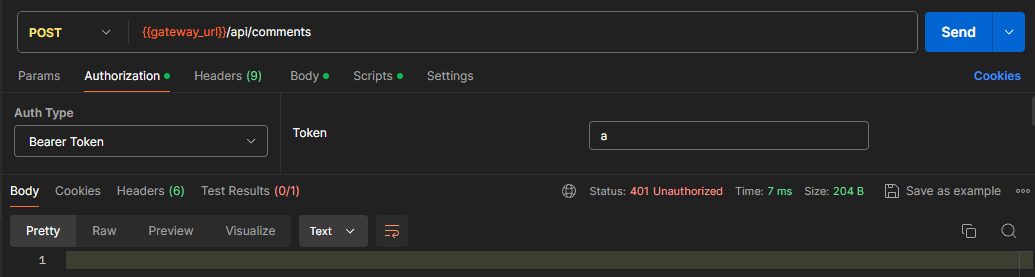 POST {{gateway_url}}/api/comments Send
Params Authorization Headers (9) Body Scripts Settings Cookies
Auth Type
Bearer Token
Token
a
Body Cookies Headers (6) Test Results (0/1) Status: 401 Unauthorized Time: 7 ms Size: 204 B Save as example
Pretty Raw Preview Visualize Text
1